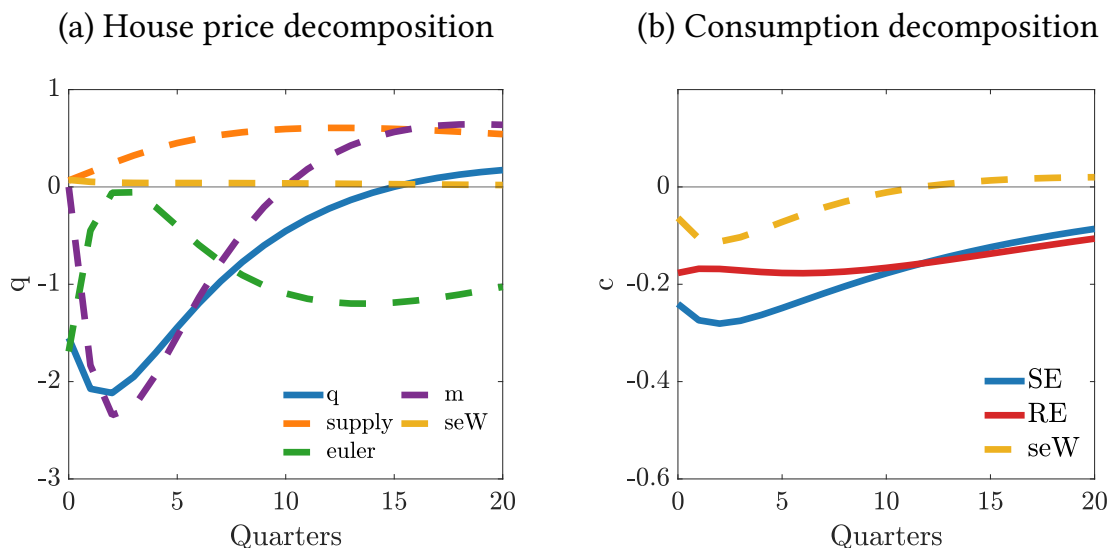 (a) House price decomposition
1
0
-1
-2
-3
q
q
m
supply
seW
euler
0
5
10
15
20
Quarters
(b) Consumption decomposition
0
-0.2
-0.4
-0.6
c
SE
RE
seW
0
5
10
15
20
Quarters